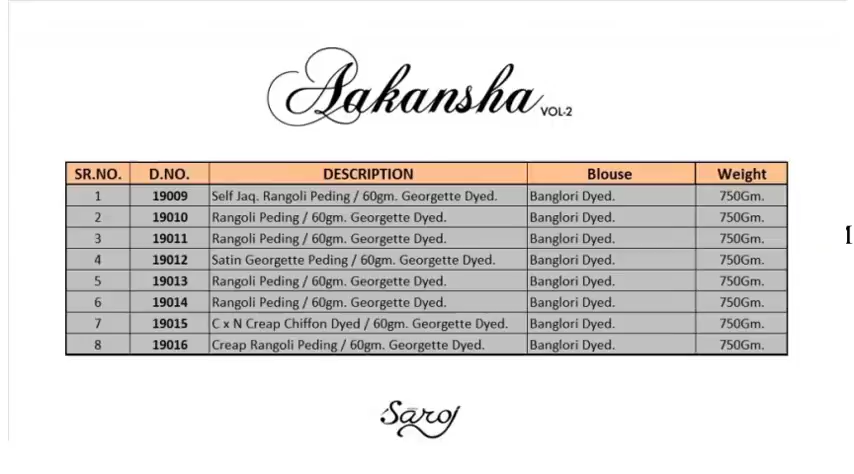 Aakansha VOL-2
SR.NO. D.NO. DESCRIPTION Blouse Weight
1 19009 Self Jaq. Rangoli Peding / 60gm. Georgette Dyed. Banglori Dyed. 750Gm.
2 19010 Rangoli Peding / 60gm. Georgette Dyed. Banglori Dyed. 750Gm.
3 19011 Rangoli Peding / 60gm. Georgette Dyed. Banglori Dyed. 750Gm.
4 19012 Satin Georgette Peding / 60gm. Georgette Dyed. Banglori Dyed. 750Gm.
5 19013 Rangoli Peding / 60gm. Georgette Dyed. Banglori Dyed. 750Gm.
6 19014 Rangoli Peding / 60gm. Georgette Dyed. Banglori Dyed. 750Gm.
7 19015 C x N Creap Chiffon Dyed / 60gm. Georgette Dyed. Banglori Dyed. 750Gm.
8 19016 Creap Rangoli Peding / 60gm. Georgette Dyed. Banglori Dyed. 750Gm.
Saroj